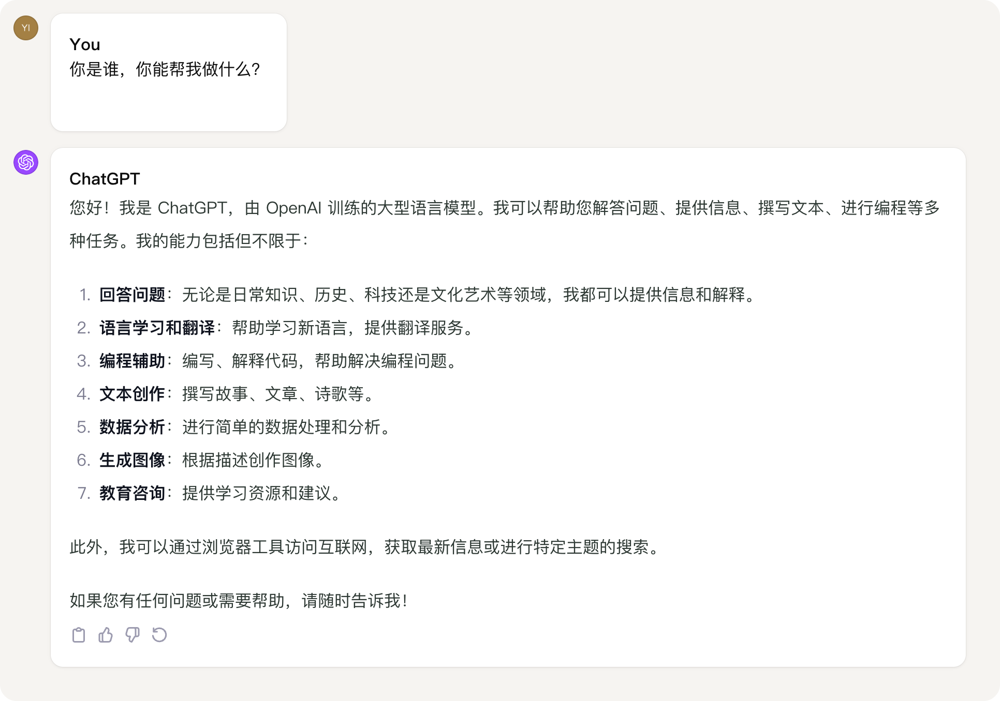 YI
You
你是谁，你能帮我做什么？
ChatGPT
您好！我是 ChatGPT，由 OpenAI 训练的大型语言模型。我可以帮助您解答问题、提供信息、撰写文本、进行编程等多
种任务。我的能力包括但不限于：
1. 回答问题：无论是日常知识、历史、科技还是文化艺术等领域，我都可以提供信息和解释。
2. 语言学习和翻译：帮助学习新语言，提供翻译服务。
3. 编程辅助：编写、解释代码，帮助解决编程问题。
4. 文本创作：撰写故事、文章、诗歌等。
5. 数据分析：进行简单的数据处理和分析。
6. 生成图像：根据描述创作图像。
7. 教育咨询：提供学习资源和建议。
此外，我可以通过浏览器工具访问互联网，获取最新信息或进行特定主题的搜索。
如果您有任何问题或需要帮助，请随时告诉我！